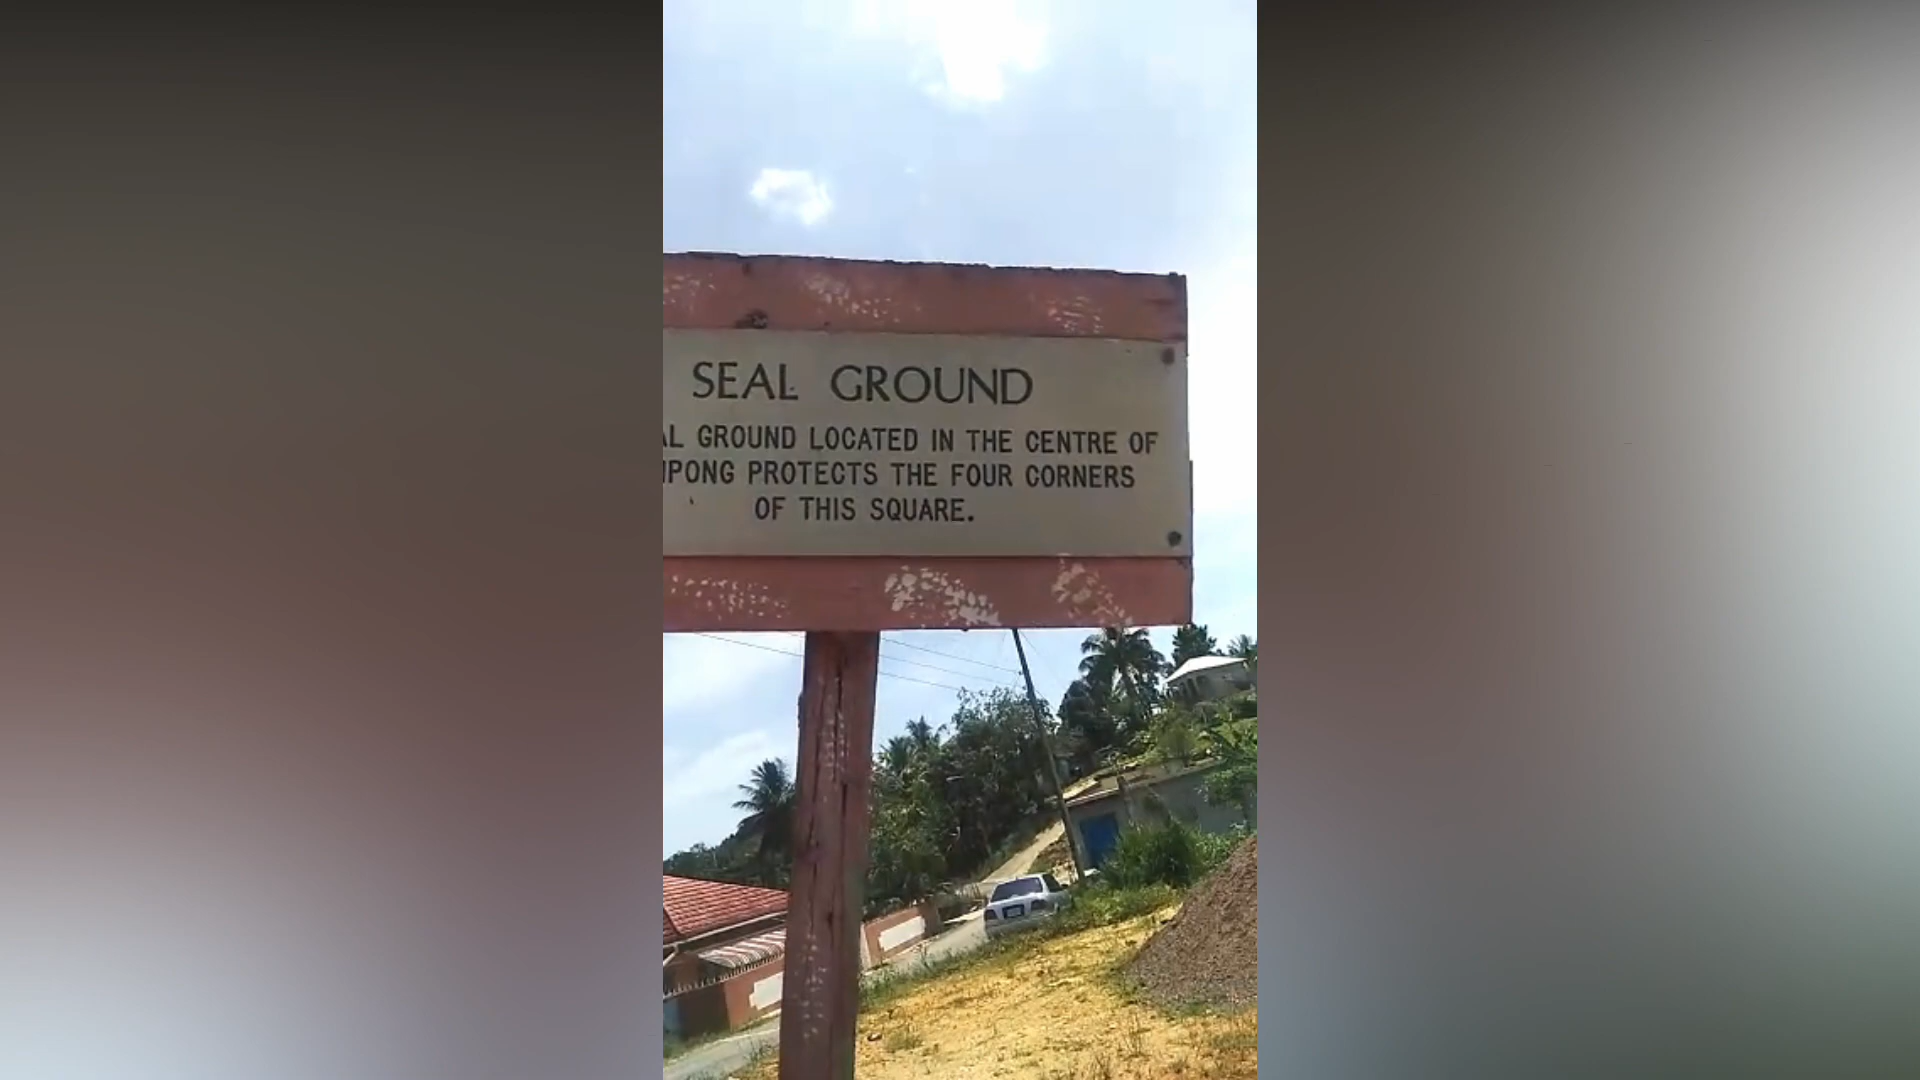 SEAL GROUND
GROUND LOCATED IN THE CENTRE OF
PROTECTS THE FOUR CORNERS
OF THIS SQUARE.